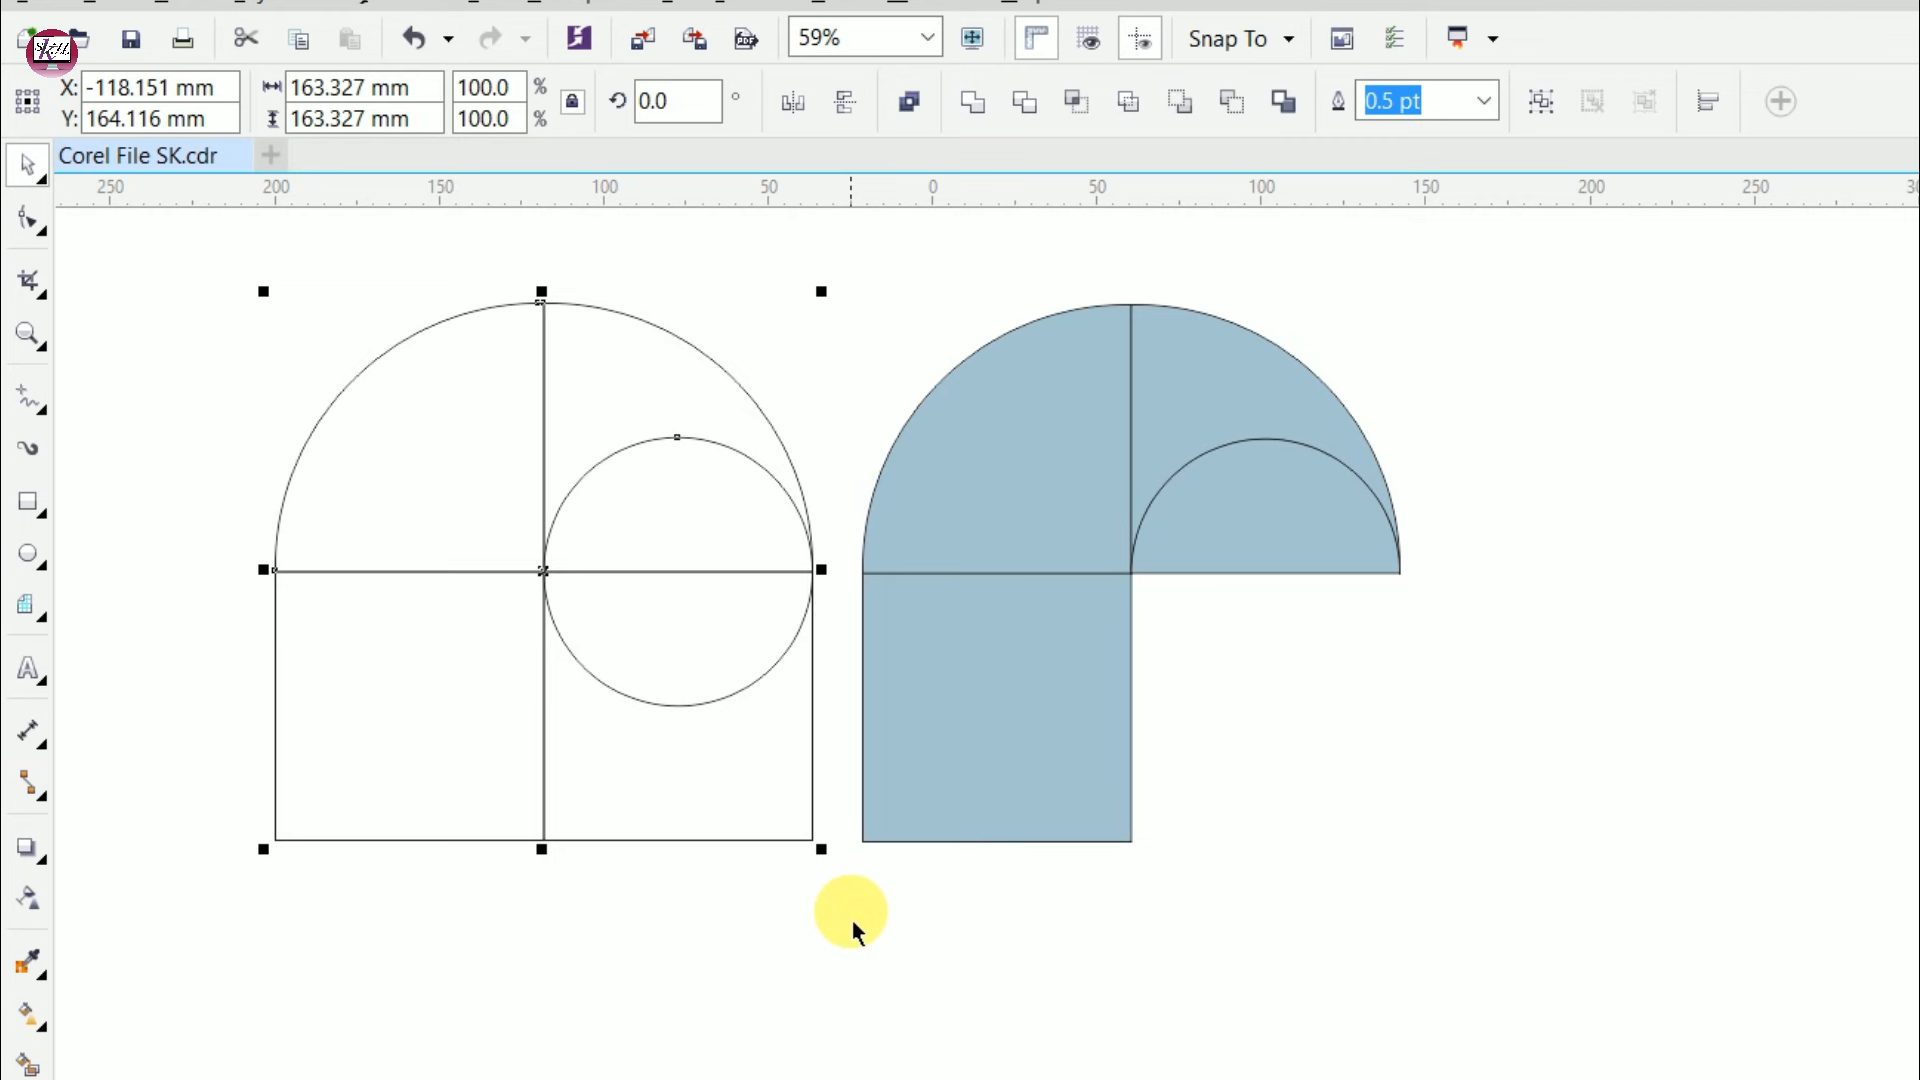 sku
59%
Snap To
X: -118.151 mm 163.327 mm 100.0 % 0.0 ° 0.5 pt
Y: 164.116 mm 163.327 mm 100.0 %
Corel File SK.cdr
250 200 150 100 50 0 50 100 150 200 250
PDF